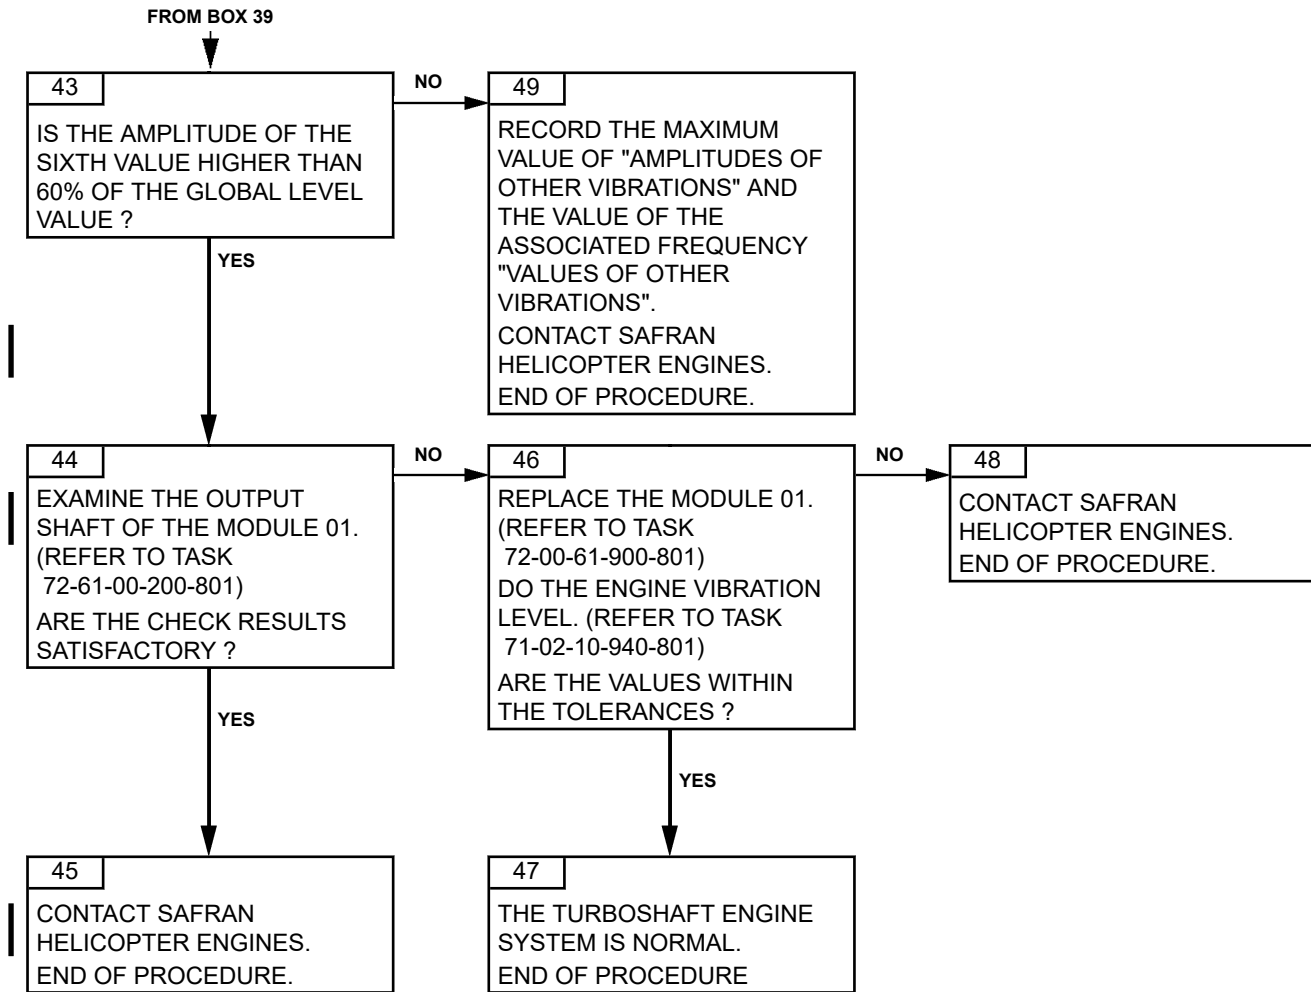 FROM BOX 39
43
IS THE AMPLITUDE OF THE
SIXTH VALUE HIGHER THAN
60% OF THE GLOBAL LEVEL
VALUE ?
NO
49
RECORD THE MAXIMUM
VALUE OF "AMPLITUDES OF
OTHER VIBRATIONS" AND
THE VALUE OF THE
ASSOCIATED FREQUENCY
"VALUES OF OTHER
VIBRATIONS".
CONTACT SAFRAN
HELICOPTER ENGINES.
END OF PROCEDURE.
YES
44
EXAMINE THE OUTPUT
SHAFT OF THE MODULE 01.
(REFER TO TASK
72-61-00-200-801)
ARE THE CHECK RESULTS
SATISFACTORY ?
NO
46
REPLACE THE MODULE 01.
(REFER TO TASK
72-00-61-900-801)
DO THE ENGINE VIBRATION
LEVEL. (REFER TO TASK
71-02-10-940-801)
ARE THE VALUES WITHIN
THE TOLERANCES ?
NO
48
CONTACT SAFRAN
HELICOPTER ENGINES.
END OF PROCEDURE.
YES
YES
45
CONTACT SAFRAN
HELICOPTER ENGINES.
END OF PROCEDURE.
47
THE TURBOSHAFT ENGINE
SYSTEM IS NORMAL.
END OF PROCEDURE